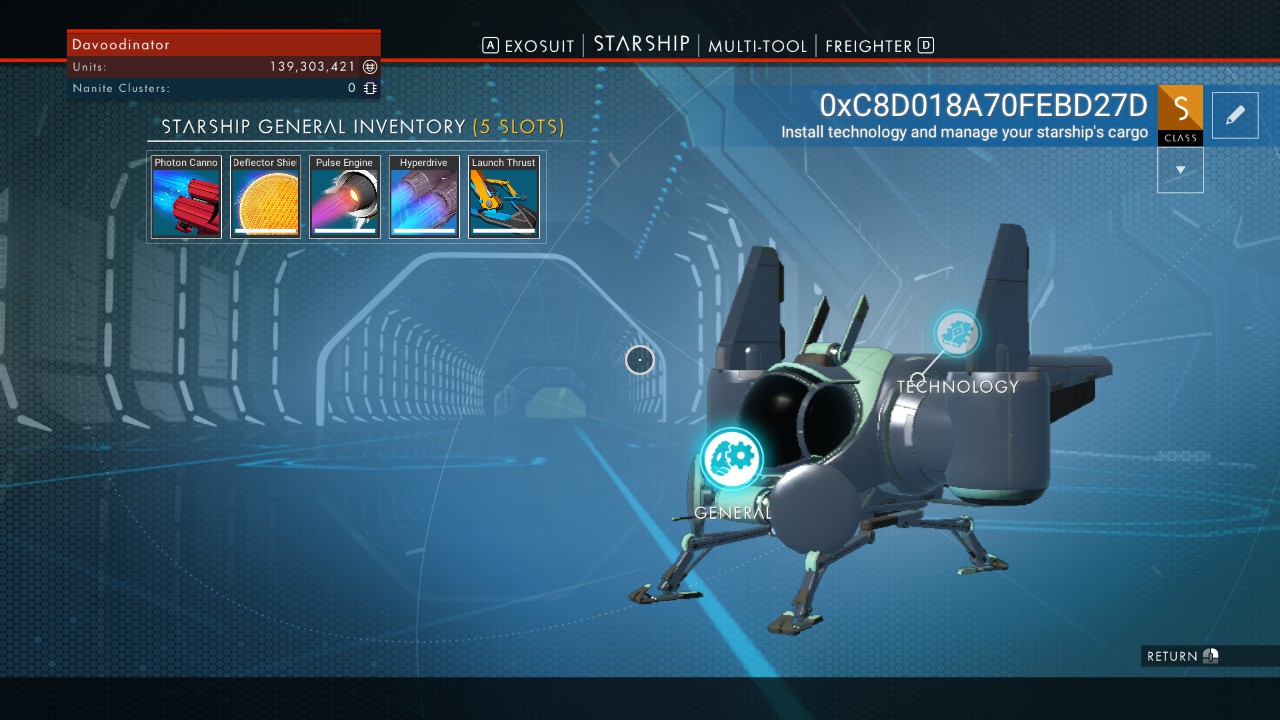 Davoodinator
Units: 139,303,421
Nanite Clusters: 0
A EXOSUIT STARSHIP MULTI-TOOL FREIGHTER D
0xC8D018A70FEBD27D
Install technology and manage your starship's cargo
S
CLASS
STARSHIP GENERAL INVENTORY (5 SLOTS)
Photon Canno Deflector Shie Pulse Engine Hyperdrive Launch Thrust
TECHNOLOGY
GENERAL
RETURN